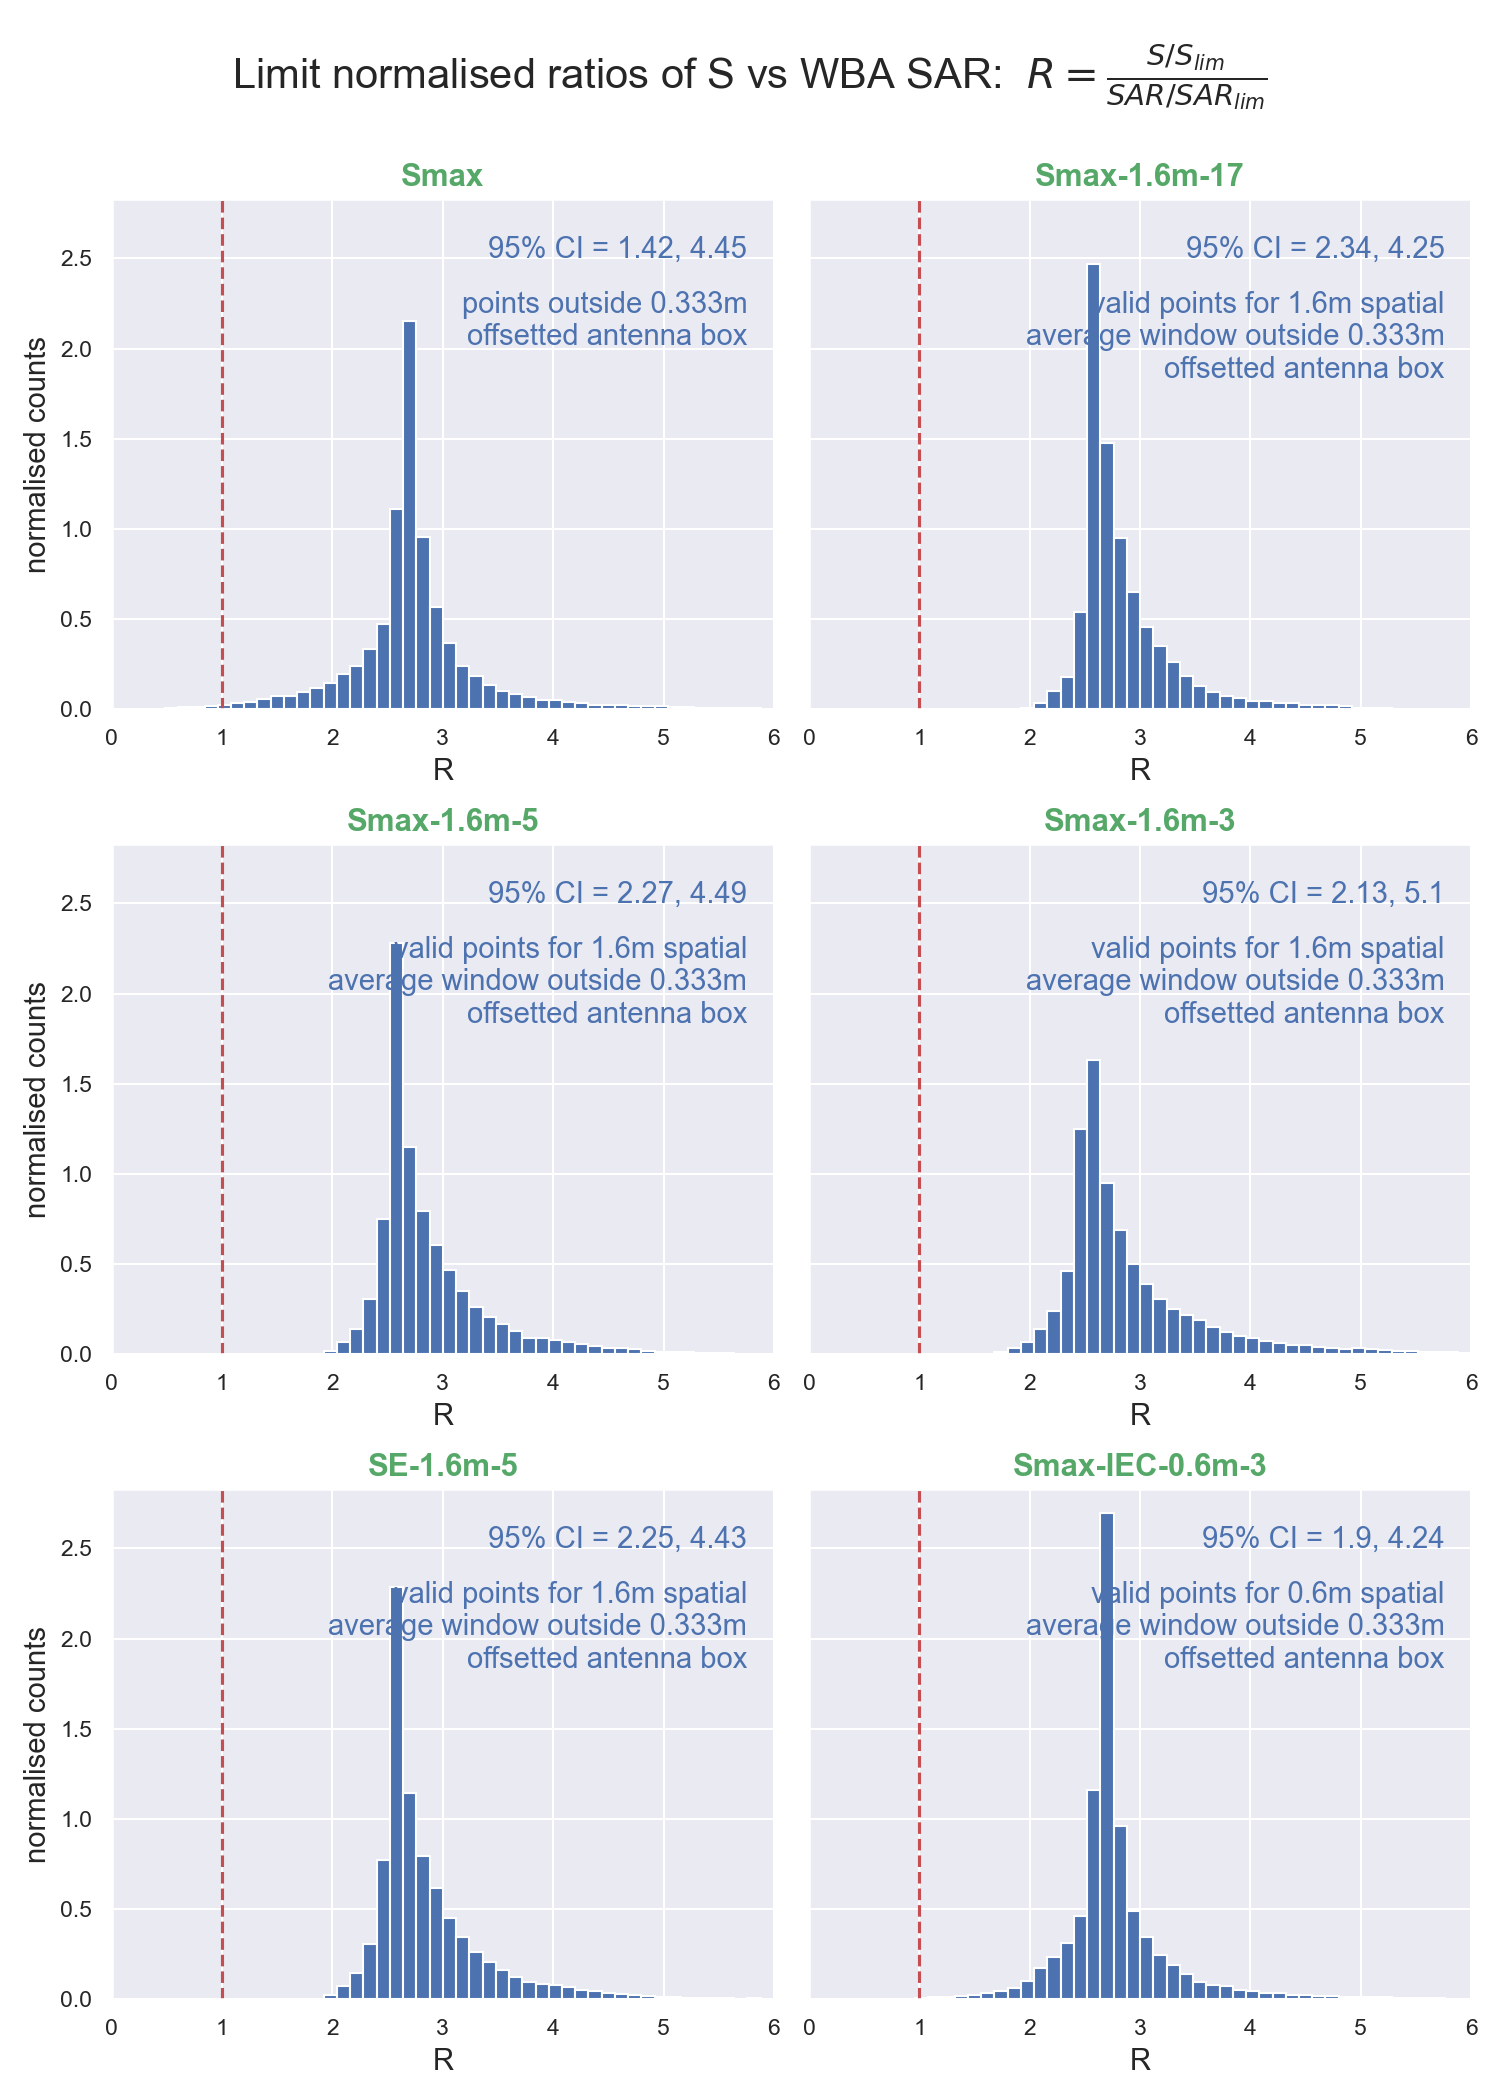 Limit normalised ratios of S vs WBA SAR: R = \frac{S/S_{lim}}{SAR/SAR_{lim}}
Smax
95% CI = 1.42, 4.45
points outside 0.333m
offsetted antenna box
normalised counts
2.5
2.0
1.5
1.0
0.5
0.0
0 1 2 3 4 5 6
R
Smax-1.6m-17
95% CI = 2.34, 4.25
valid points for 1.6m spatial
average window outside 0.333m
offsetted antenna box
0 1 2 3 4 5 6
R
Smax-1.6m-5
95% CI = 2.27, 4.49
valid points for 1.6m spatial
average window outside 0.333m
offsetted antenna box
normalised counts
2.5
2.0
1.5
1.0
0.5
0.0
0 1 2 3 4 5 6
R
Smax-1.6m-3
95% CI = 2.13, 5.1
valid points for 1.6m spatial
average window outside 0.333m
offsetted antenna box
0 1 2 3 4 5 6
R
SE-1.6m-5
95% CI = 2.25, 4.43
valid points for 1.6m spatial
average window outside 0.333m
offsetted antenna box
normalised counts
2.5
2.0
1.5
1.0
0.5
0.0
0 1 2 3 4 5 6
R
Smax-IEC-0.6m-3
95% CI = 1.9, 4.24
valid points for 0.6m spatial
average window outside 0.333m
offsetted antenna box
0 1 2 3 4 5 6
R